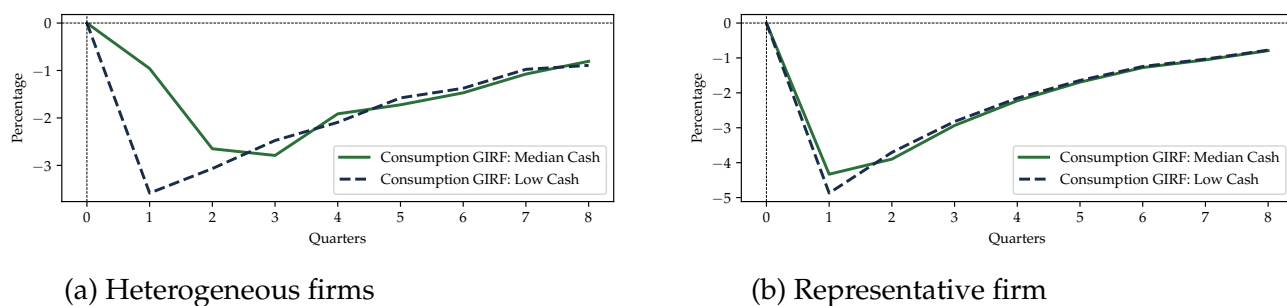 0
−1
−2
−3
Percentage
Consumption GIRF: Median Cash
Consumption GIRF: Low Cash
0 1 2 3 4 5 6 7 8
Quarters
(a) Heterogeneous firms
0
−1
−2
−3
−4
−5
Percentage
Consumption GIRF: Median Cash
Consumption GIRF: Low Cash
0 1 2 3 4 5 6 7 8
Quarters
(b) Representative firm